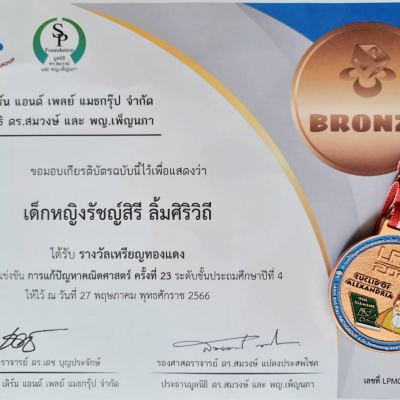 GROUP
SP
Foundation
มูลนิธิ
ดร.สมวงษ์
และ พญ.เพ็ญนภา
เลิร์น แอนด์ เพลย์ แมธกรุ๊ป จำกัด
ดร.สมวงษ์ และ พญ.เพ็ญนภา
BRONZ
ขอมอบเกียรติบัตรฉบับนี้ไว้เพื่อแสดงว่า
เด็กหญิงรัชญ์สิรี ลิ้มศิริวิถี
ได้รับ รางวัลเหรียญทองแดง
แข่งขัน การแก้ปัญหาคณิตศาสตร์ ครั้งที่ 23 ระดับชั้นประถมศึกษาปีที่ 4
ให้ไว้ ณ วันที่ 27 พฤษภาคม พุทธศักราช 2566
EUCLID OF
ALEXANDRIA
ราจารย์ ดร.เดช บุญประจักษ์
เลิร์น แอนด์ เพลย์ แมธกรุ๊ป จำกัด
รองศาสตราจารย์ ดร.สมวงษ์ แปลงประสพโชค
ประธานมูลนิธิ ดร.สมวงษ์ และ พญ.เพ็ญนภา
เลขที่ LPMG